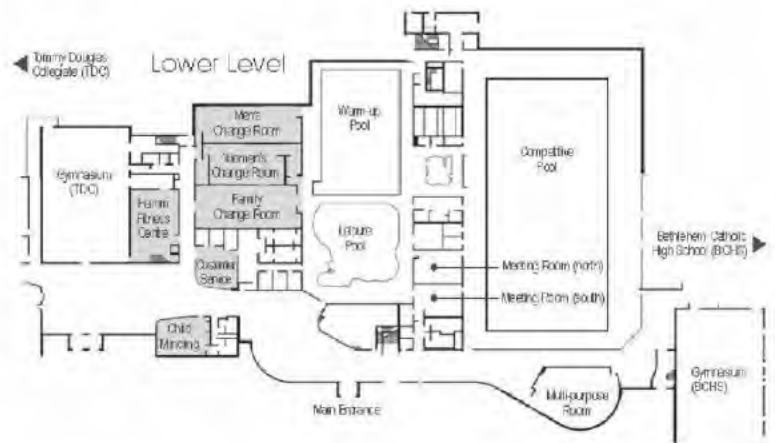 Tommy Douglas
Collegiate (TDC)
Lower Level
Men's
Change Room
Warm-up
Pool
Women's
Change Room
Competitive
Pool
Gymnasium
(TDC)
Fitness
Centre
Family
Change Room
Leisure
Pool
Customer
Service
Bethlehem Catholic
High School (BCHS)
Meeting Room (north)
Meeting Room (south)
Child
Minding
Main Entrance
Multi-purpose
Room
Gymnasium
(BCHS)